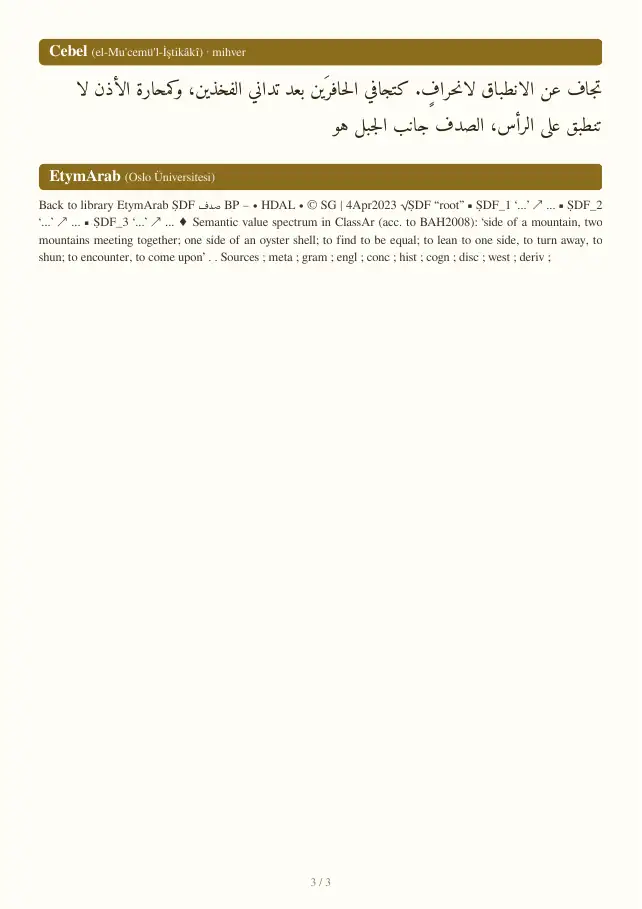 Cebel (el-Mu'cemü'l-İştikâkî) · mihver
تجاف عن الانطباق لانحرافٍ. كتجافي الحافرَين بعد تداني الفخذين، وكمحارة الأذن لا
تنطبق على الرأس، الصدف جانب الجبل هو
EtymArab (Oslo Üniversitesi)
Back to library EtymArab ṢDF صدف BP – • HDAL • © SG | 4Apr2023 √ṢDF “root” ▪ ṢDF_1 ‘...’ ↗ ... ▪ ṢDF_2
‘...’ ↗ ... ▪ ṢDF_3 ‘...’ ↗ ... ♦ Semantic value spectrum in ClassAr (acc. to BAH2008): ‘side of a mountain, two
mountains meeting together; one side of an oyster shell; to find to be equal; to lean to one side, to turn away, to
shun; to encounter, to come upon’ . . Sources ; meta ; gram ; engl ; conc ; hist ; cogn ; disc ; west ; deriv ;
3 / 3